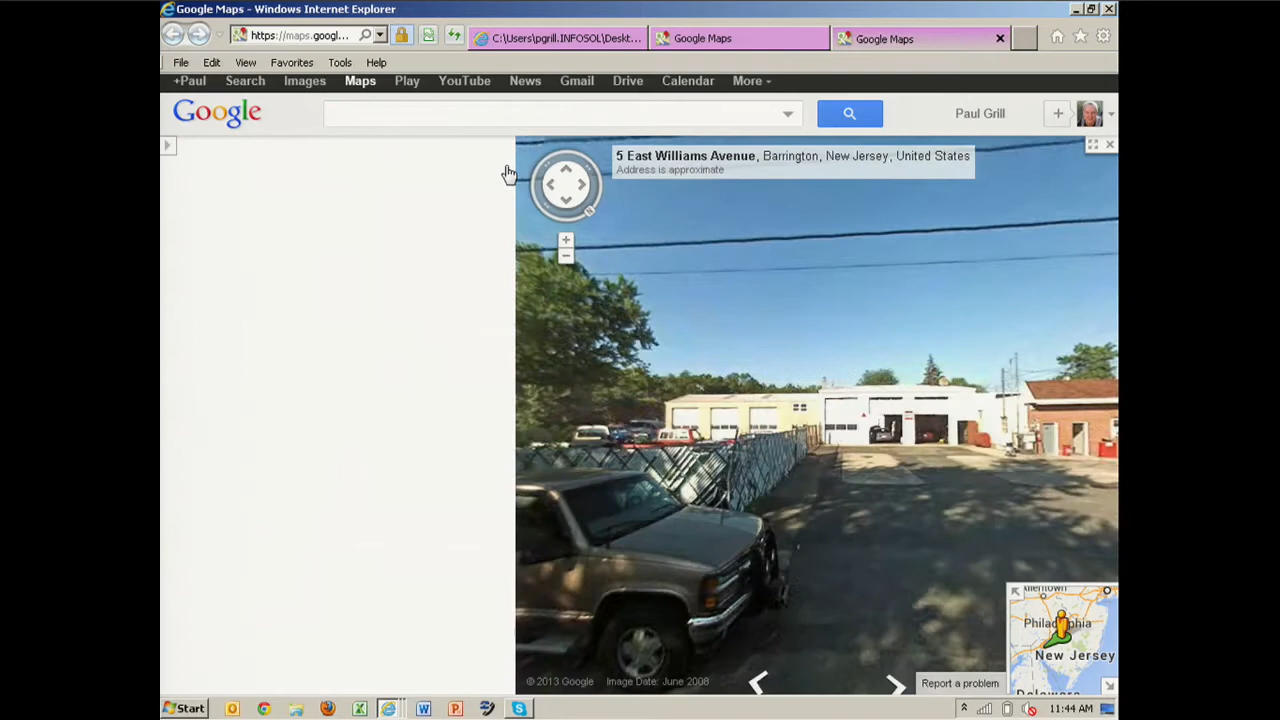 Google Maps - Windows Internet Explorer
https://maps.googl...
C:\Users\pgrill.INFOSOL\Deskt...
Google Maps
Google Maps
File Edit View Favorites Tools Help
+Paul Search Images Maps Play YouTube News Gmail Drive Calendar More
Google
Paul Grill
5 East Williams Avenue, Barrington, New Jersey, United States
Address is approximate
Allentown
Philadelphia
New Jersey
Delaware
© 2013 Google Image Date: June 2008
Report a problem
Start
11:44 AM